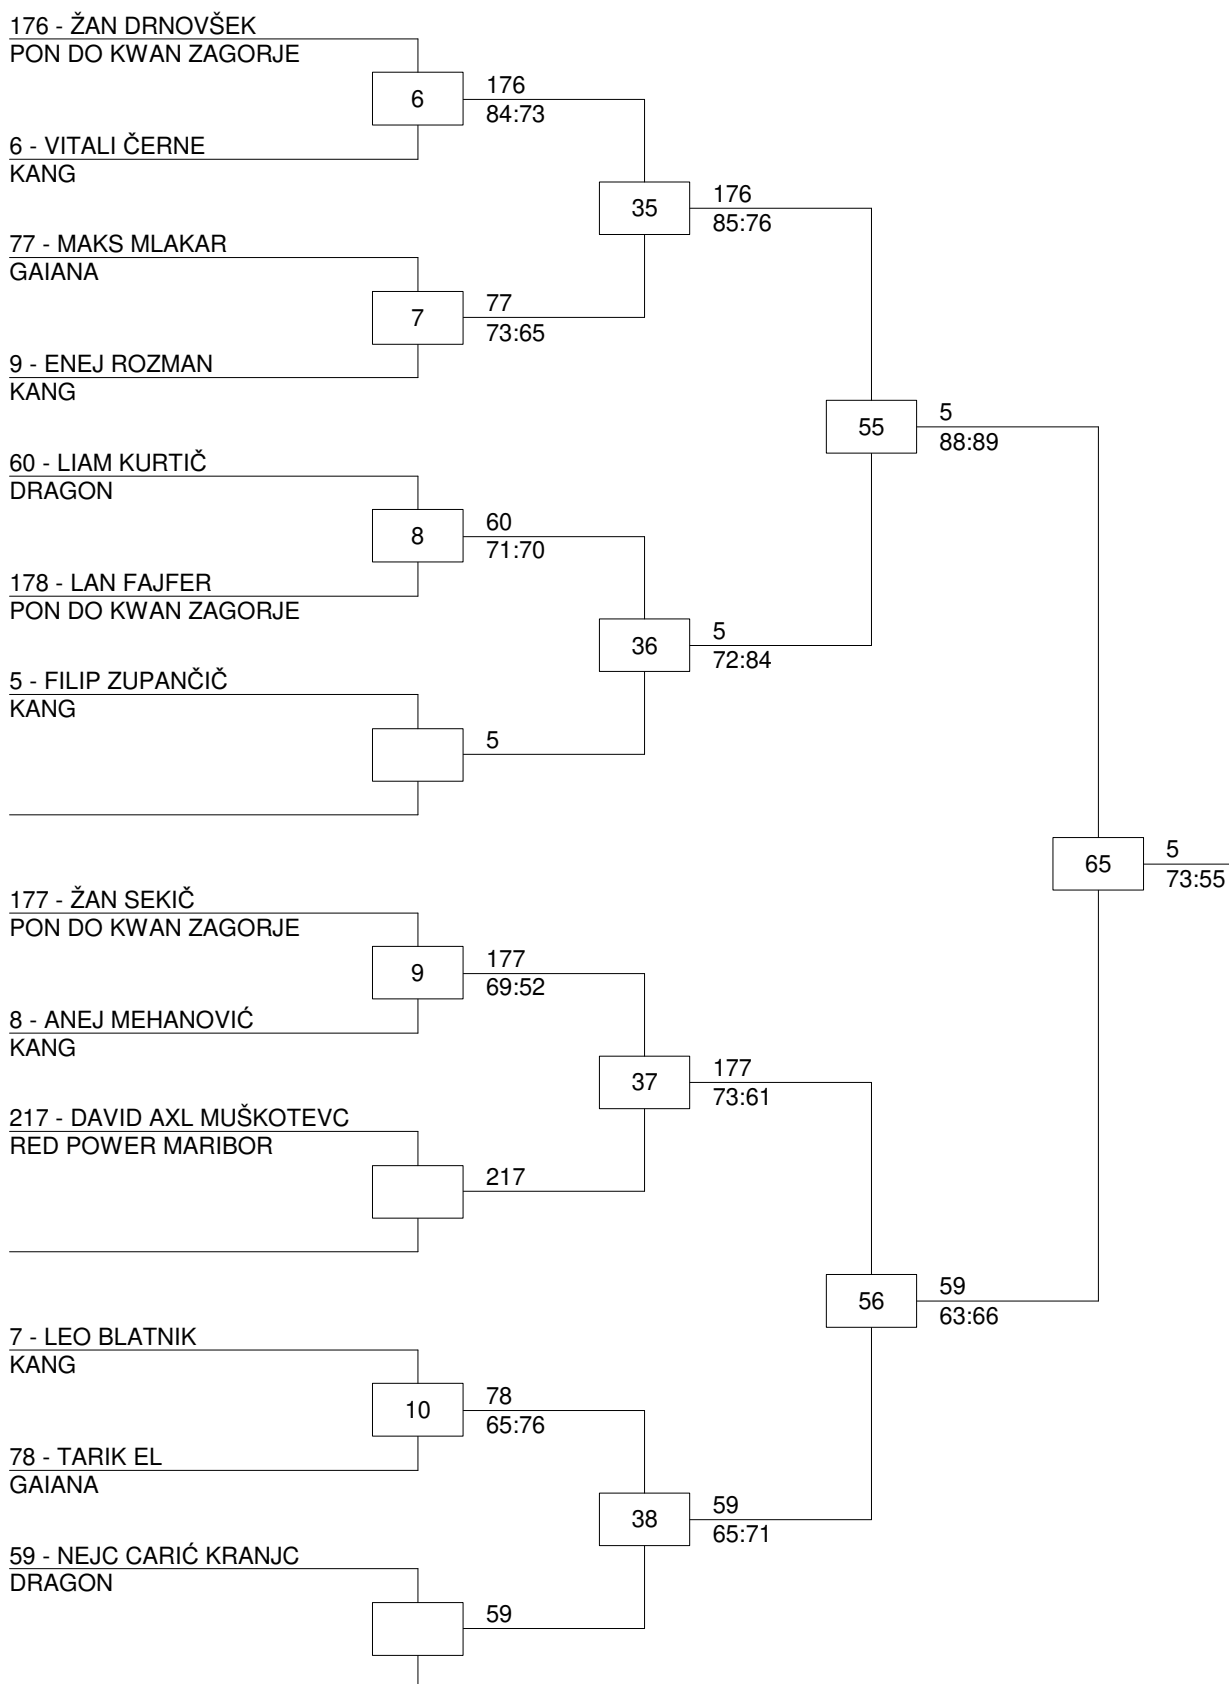 176 - ŽAN DRNOVŠEK
PON DO KWAN ZAGORJE
6
176
84:73
6 - VITALI ČERNE
KANG
35
176
85:76
77 - MAKS MLAKAR
GAIANA
7
77
73:65
9 - ENEJ ROZMAN
KANG
55
5
88:89
60 - LIAM KURTIČ
DRAGON
8
60
71:70
178 - LAN FAJFER
PON DO KWAN ZAGORJE
36
5
72:84
5 - FILIP ZUPANČIČ
KANG
5
65
5
73:55
177 - ŽAN SEKIČ
PON DO KWAN ZAGORJE
9
177
69:52
8 - ANEJ MEHANOVIĆ
KANG
37
177
73:61
217 - DAVID AXL MUŠKOTEVC
RED POWER MARIBOR
217
56
59
63:66
7 - LEO BLATNIK
KANG
10
78
65:76
78 - TARIK EL
GAIANA
38
59
65:71
59 - NEJC CARIĆ KRANJC
DRAGON
59